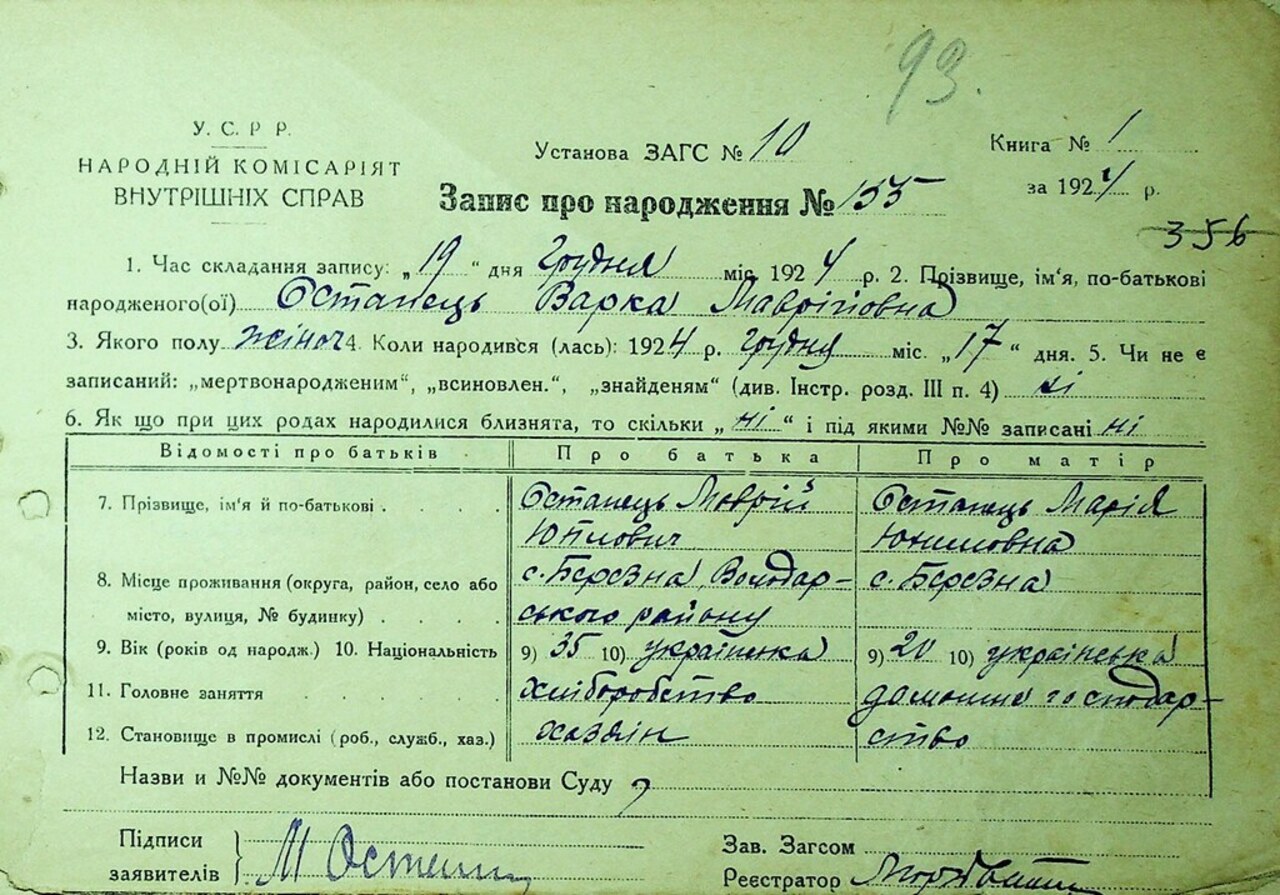 93.
У. С. Р Р.
НАРОДНІЙ КОМІСАРІЯТ
ВНУТРІШНІХ СПРАВ
Установа ЗАГС № 10
Книга № 1
за 1924 р.
Запис про народження № 155
356
1. Час складання запису: „19“ дня Грудня міс. 1924 р. 2. Прізвище, ім'я, по-батькові
народженого(ої) Остапець Варка Маврїївна
3. Якого полу жіноч 4. Коли народився (лась): 1924 р. грудня міс. „17“ дня. 5. Чи не є
записаний: „мертвонародженим“, „всиновлен.“, „знайденям“ (див. Інстр. розд. III п. 4) ні
6. Як що при цих родах народилися близнята, то скільки „ні“ і під якими №№ записані ні
Відомості про батьків Про батька Про матір
7. Прізвище, ім'я й по-батькові Остапець Маврій Остапець Марія
8. Місце проживання (округа, район, село або с. Березна, Володар- с. Березна
місто, вулиця, № будинку) ського району
9. Вік (років од народж.) 10. Національність 9) 35 10) українська 9) 20 10) українська
11. Головне заняття хліборобство домашнє господар-
12. Становище в промислі (роб., служб., хаз.) хазяїн ство
Назви и №№ документів або постанови Суду
Підписи
заявителів М Остапець
Зав. Загсом
Реєстратор